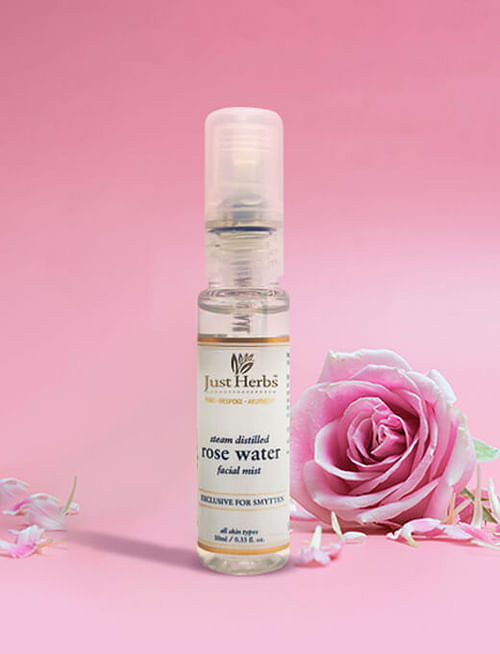 Just Herbs
PURE • BESPOKE • AYURVEDIC
steam distilled
rose water
facial mist
EXCLUSIVE FOR SMYTTEN
all skin types
10ml / 0.33 fl. oz.